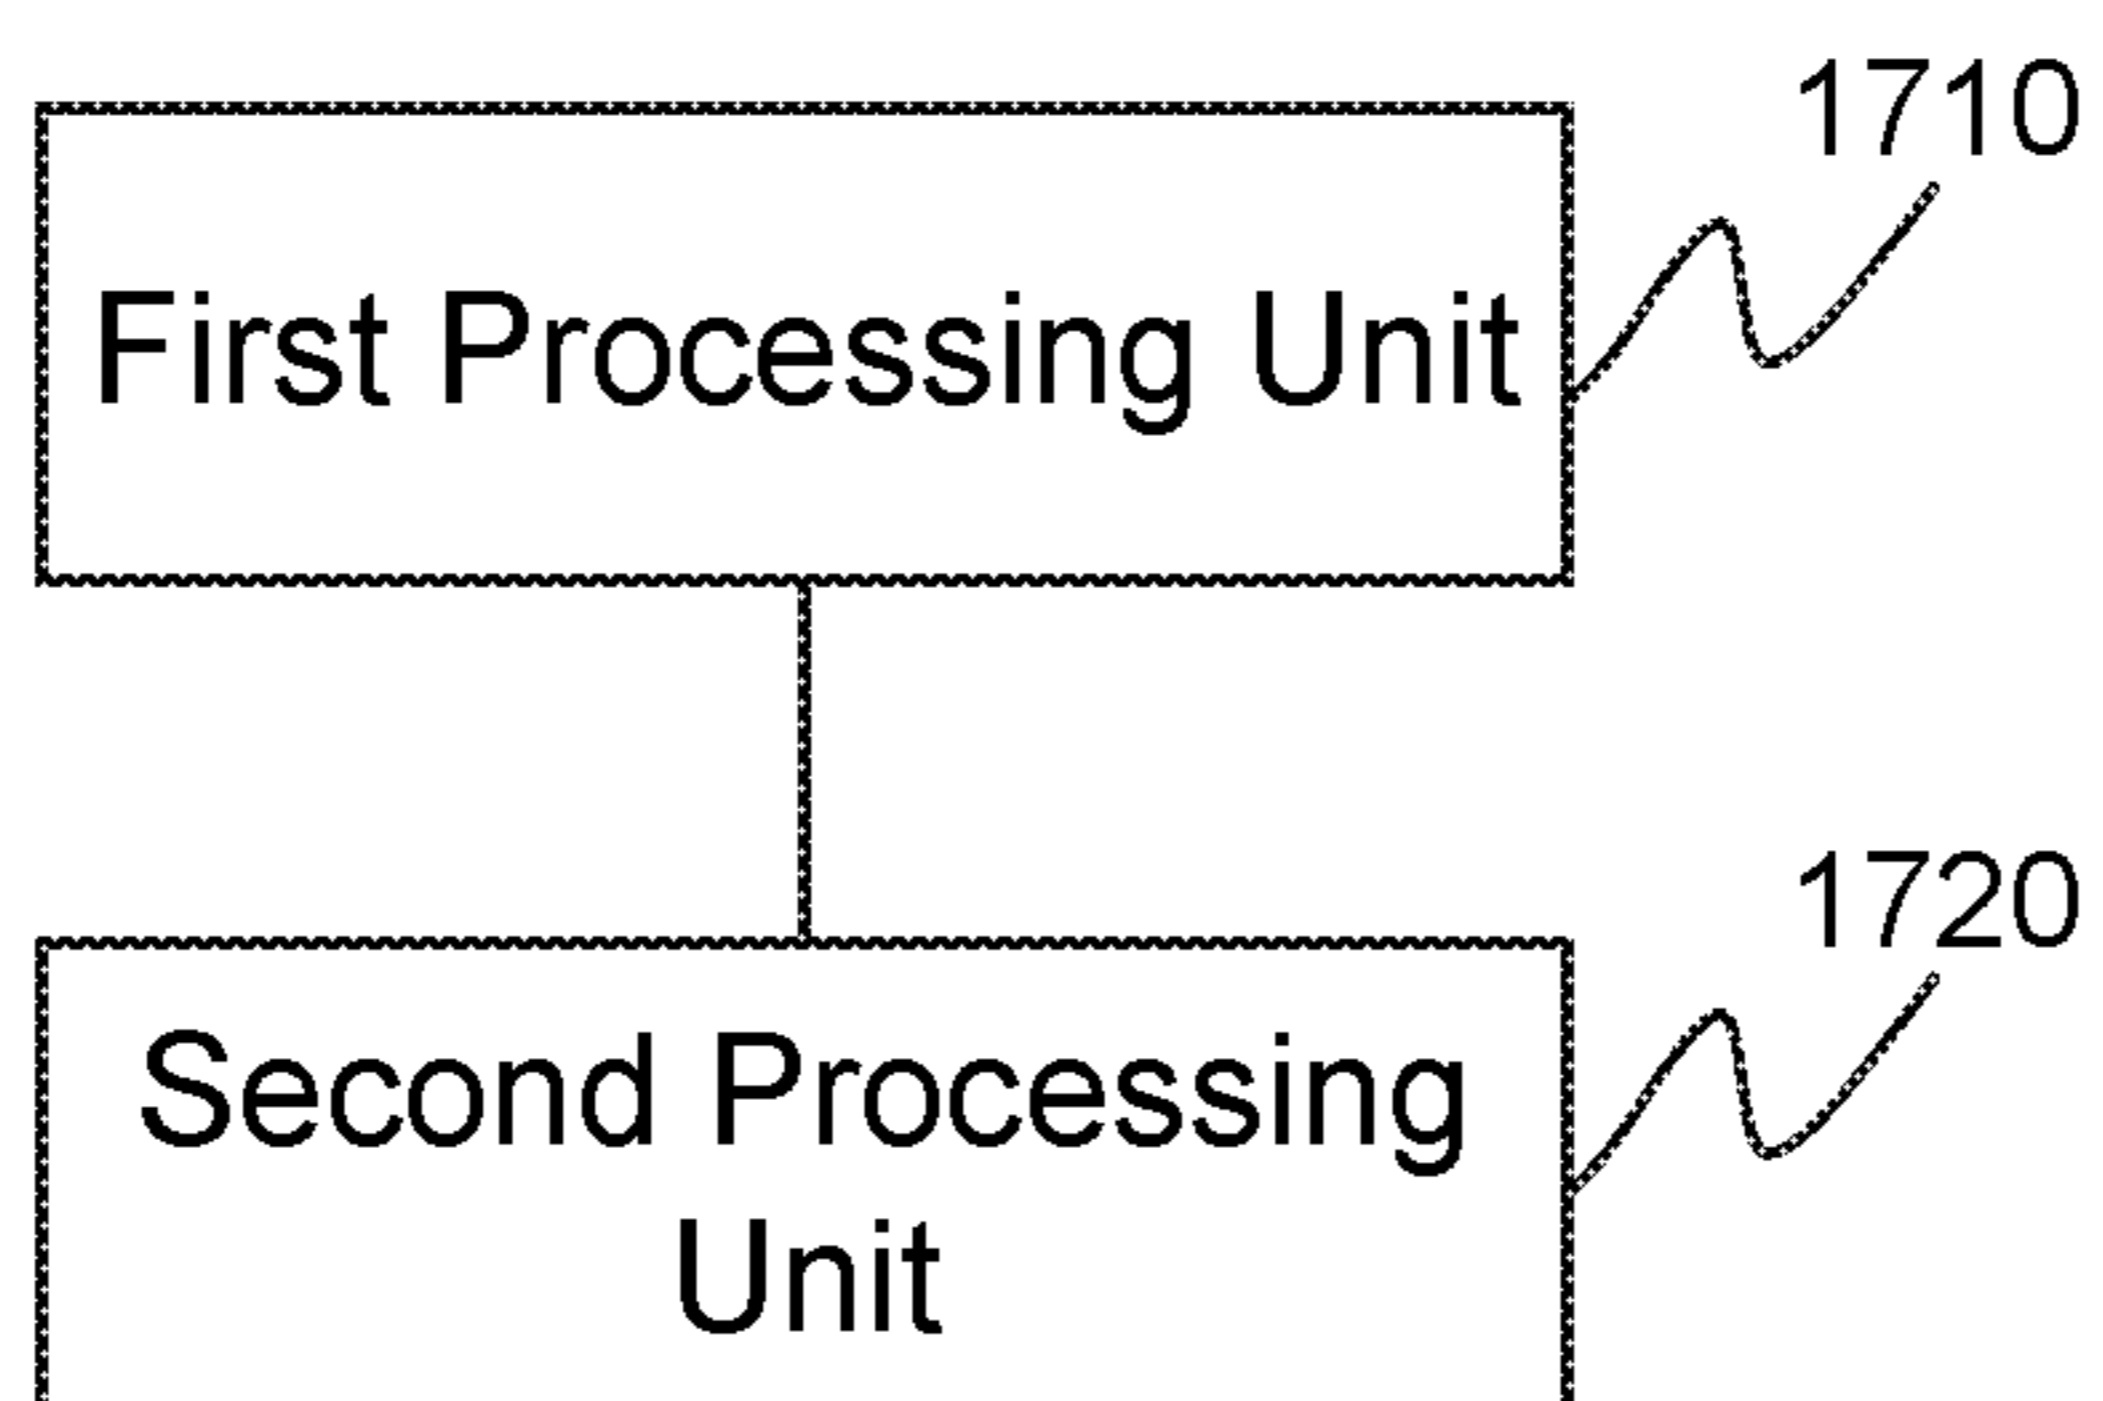 1710
First Processing Unit
1720
Second Processing
Unit